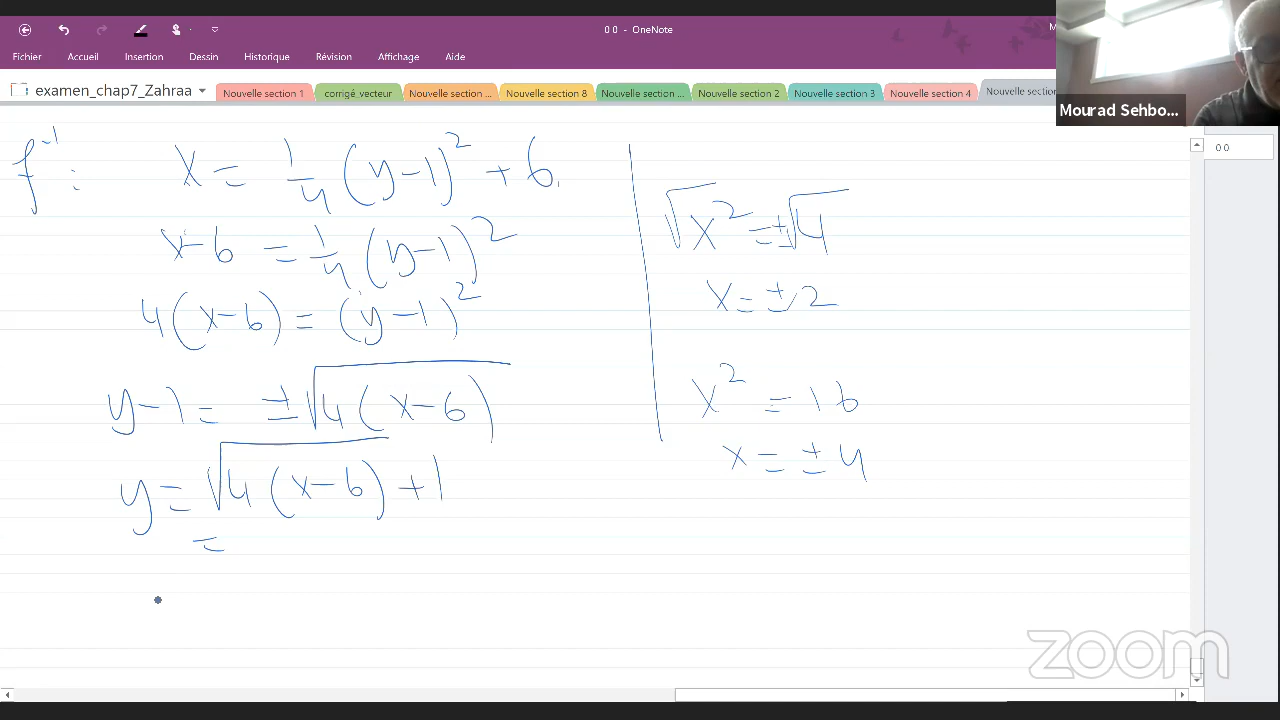 0 0 - OneNote
Fichier Accueil Insertion Dessin Historique Révision Affichage Aide
examen_chap7_Zahraa
Nouvelle section 1 corrigé_vecteur Nouvelle section ... Nouvelle section 8 Nouvelle section ... Nouvelle section 2 Nouvelle section 3 Nouvelle section 4 Nouvelle section
Mourad Sehbo...
0 0
f⁻¹ : x = 1/4 (y-1)² + 6
x-6 = 1/4 (y-1)²
4(x-6) = (y-1)²
y-1 = ±√4(x-6)
y = √4(x-6) + 1
=
√x² = ±√4
x = ±2
x² = 16
x = ±4
zoom